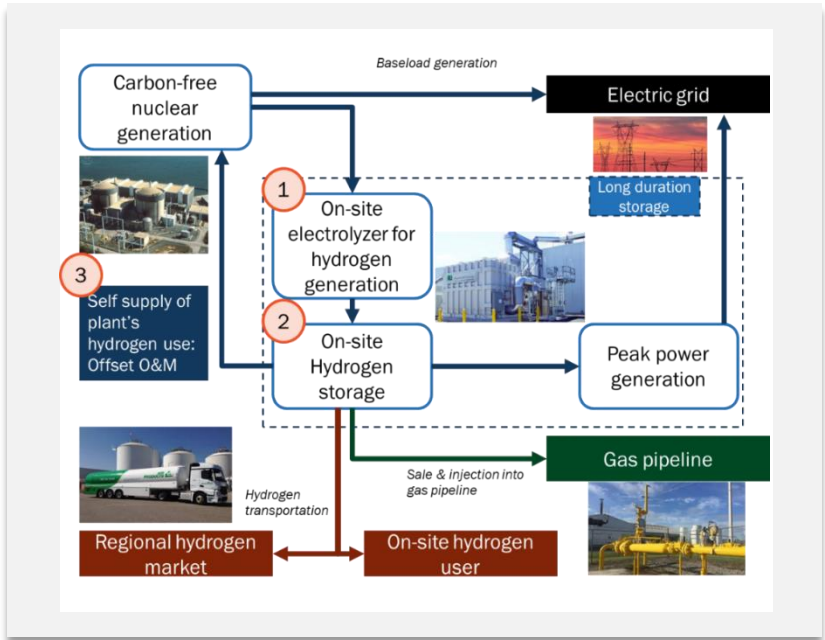 Baseload generation
Carbon-free
nuclear
generation
Electric grid
Long duration
storage
1
On-site
electrolyzer for
hydrogen
generation
3
Self supply of
plant's
hydrogen use:
Offset O&M
2
On-site
Hydrogen
storage
Peak power
generation
Gas pipeline
Sale & injection into
gas pipeline
Hydrogen
transportation
Regional hydrogen
market
On-site hydrogen
user